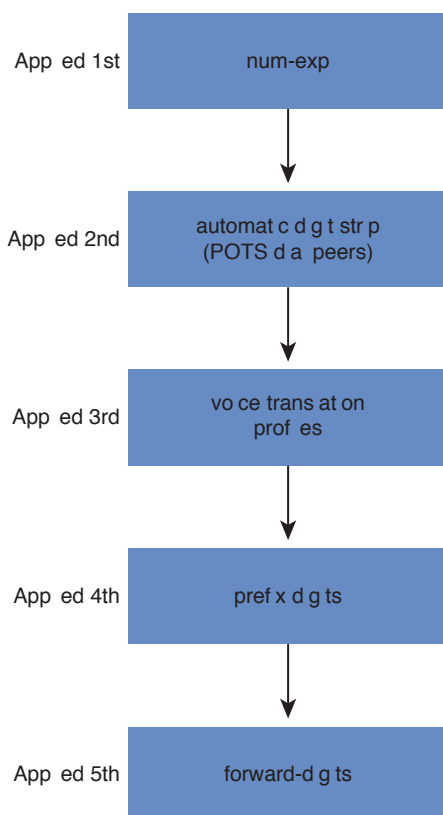 App ed 1st
num-exp
App ed 2nd
automat c d g t str p
(POTS d a peers)
App ed 3rd
vo ce trans at on
prof es
App ed 4th
pref x d g ts
App ed 5th
forward-d g ts